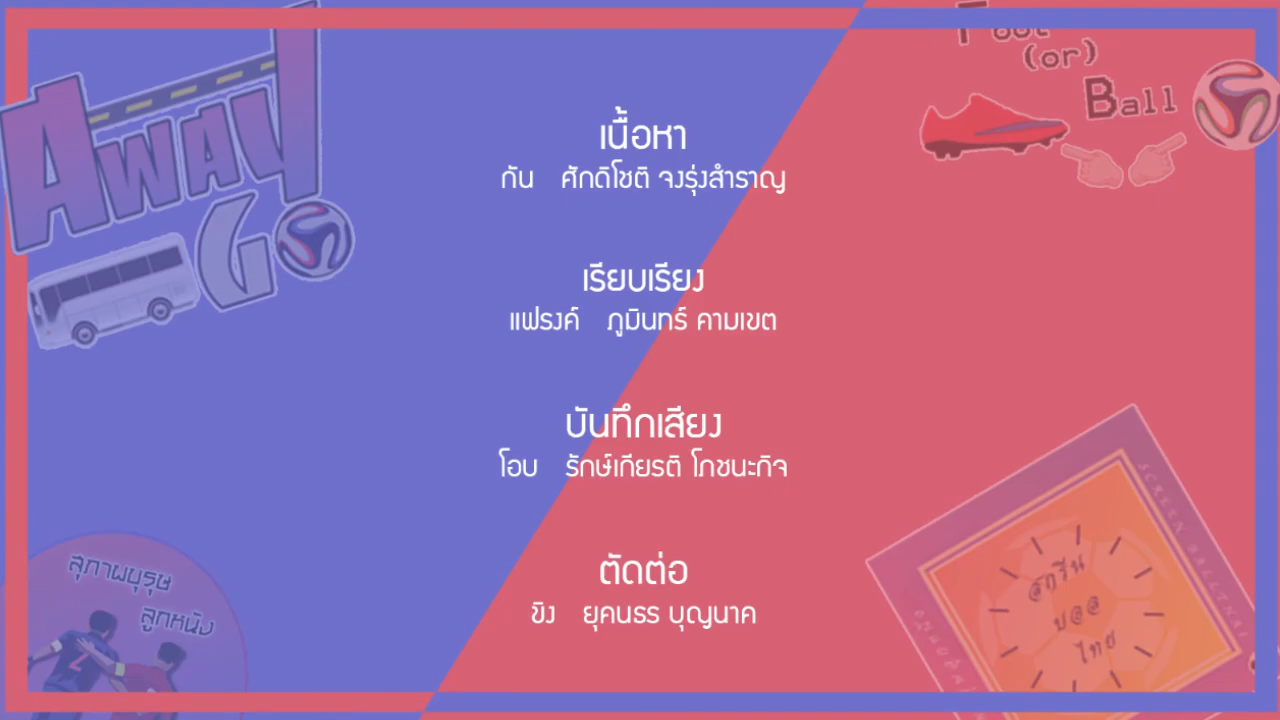 AWAY
GO
Foot
(or)
Ball
เนื้อหา
กัน ศักดิโชติ จงรุ่งสำราญ
เรียบเรียง
แฟรงค์ ภูมินทร์ คามเขต
บันทึกเสียง
โอบ รักษ์เกียรติ โภชนะกิจ
ตัดต่อ
ขิง ยุคนธร บุญนาค
สุภาพบุรุษ
ลูกหนัง
SCREEN BALLTHAI
สกรีน
บอล
ไทย